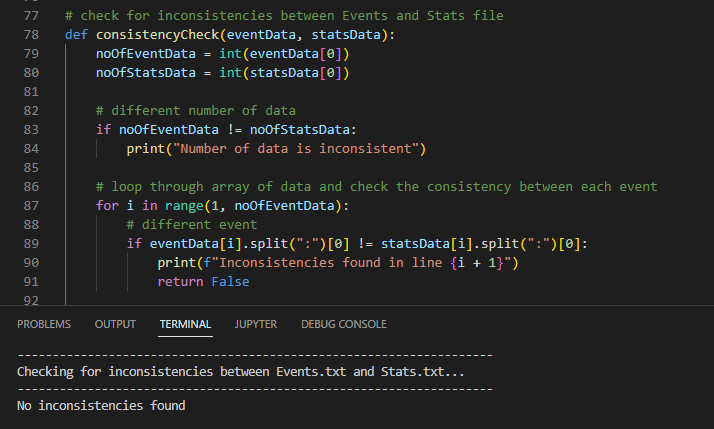 77 # check for inconsistencies between Events and Stats file
78 def consistencyCheck(eventData, statsData):
79     noOfEventData = int(eventData[0])
80     noOfStatsData = int(statsData[0])
81
82     # different number of data
83     if noOfEventData != noOfStatsData:
84         print("Number of data is inconsistent")
85
86     # loop through array of data and check the consistency between each event
87     for i in range(1, noOfEventData):
88         # different event
89         if eventData[i].split(":")[0] != statsData[i].split(":")[0]:
90             print(f"Inconsistencies found in line {i + 1}")
91             return False
92
PROBLEMS OUTPUT TERMINAL JUPYTER DEBUG CONSOLE
--------------------------------------------------------------------
Checking for inconsistencies between Events.txt and Stats.txt...
--------------------------------------------------------------------
No inconsistencies found